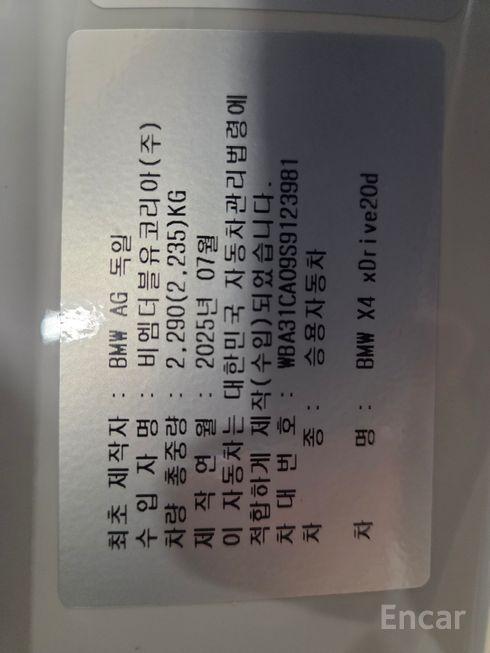 최초 제작자 : BMW AG 독일
수 입 자 명 : 비엠더블유코리아(주)
차량 총중량 : 2,290(2,235)KG
제 작 연 월 : 2025년 07월
이 자동차는 대한민국 자동차관리법령에
적합하게 제작(수입)되었습니다.
차 대 번 호 : WBA31CA09S9123981
차 종 : 승용자동차
차 명 : BMW X4 xDrive20d
Encar